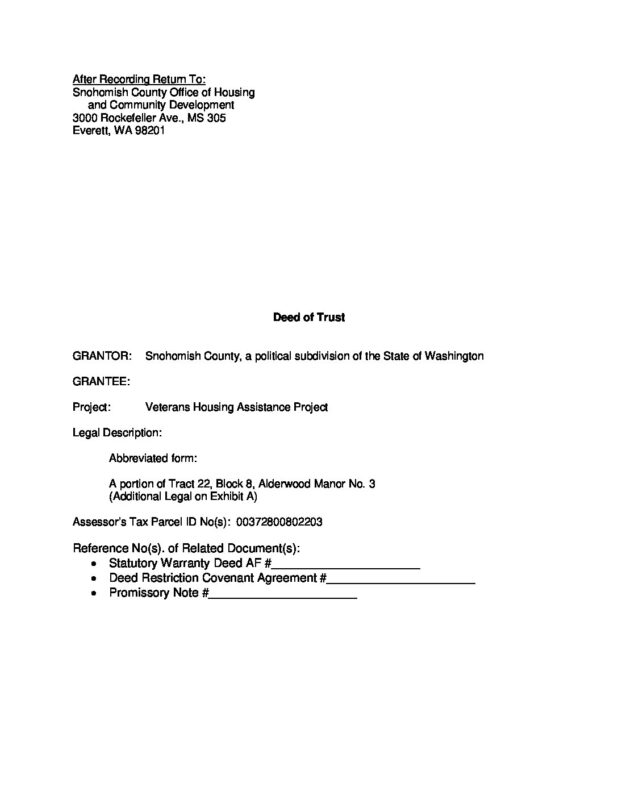 After Recording Return To:
Snohomish County Office of Housing
and Community Development
3000 Rockefeller Ave., MS 305
Everett, WA 98201
Deed of Trust
GRANTOR: Snohomish County, a political subdivision of the State of Washington
GRANTEE:
Project: Veterans Housing Assistance Project
Legal Description:
Abbreviated form:
A portion of Tract 22, Block 8, Alderwood Manor No. 3
(Additional Legal on Exhibit A)
Assessor's Tax Parcel ID No(s): 00372800802203
Reference No(s). of Related Document(s):
• Statutory Warranty Deed AF #______________________
• Deed Restriction Covenant Agreement #______________________
• Promissory Note #______________________